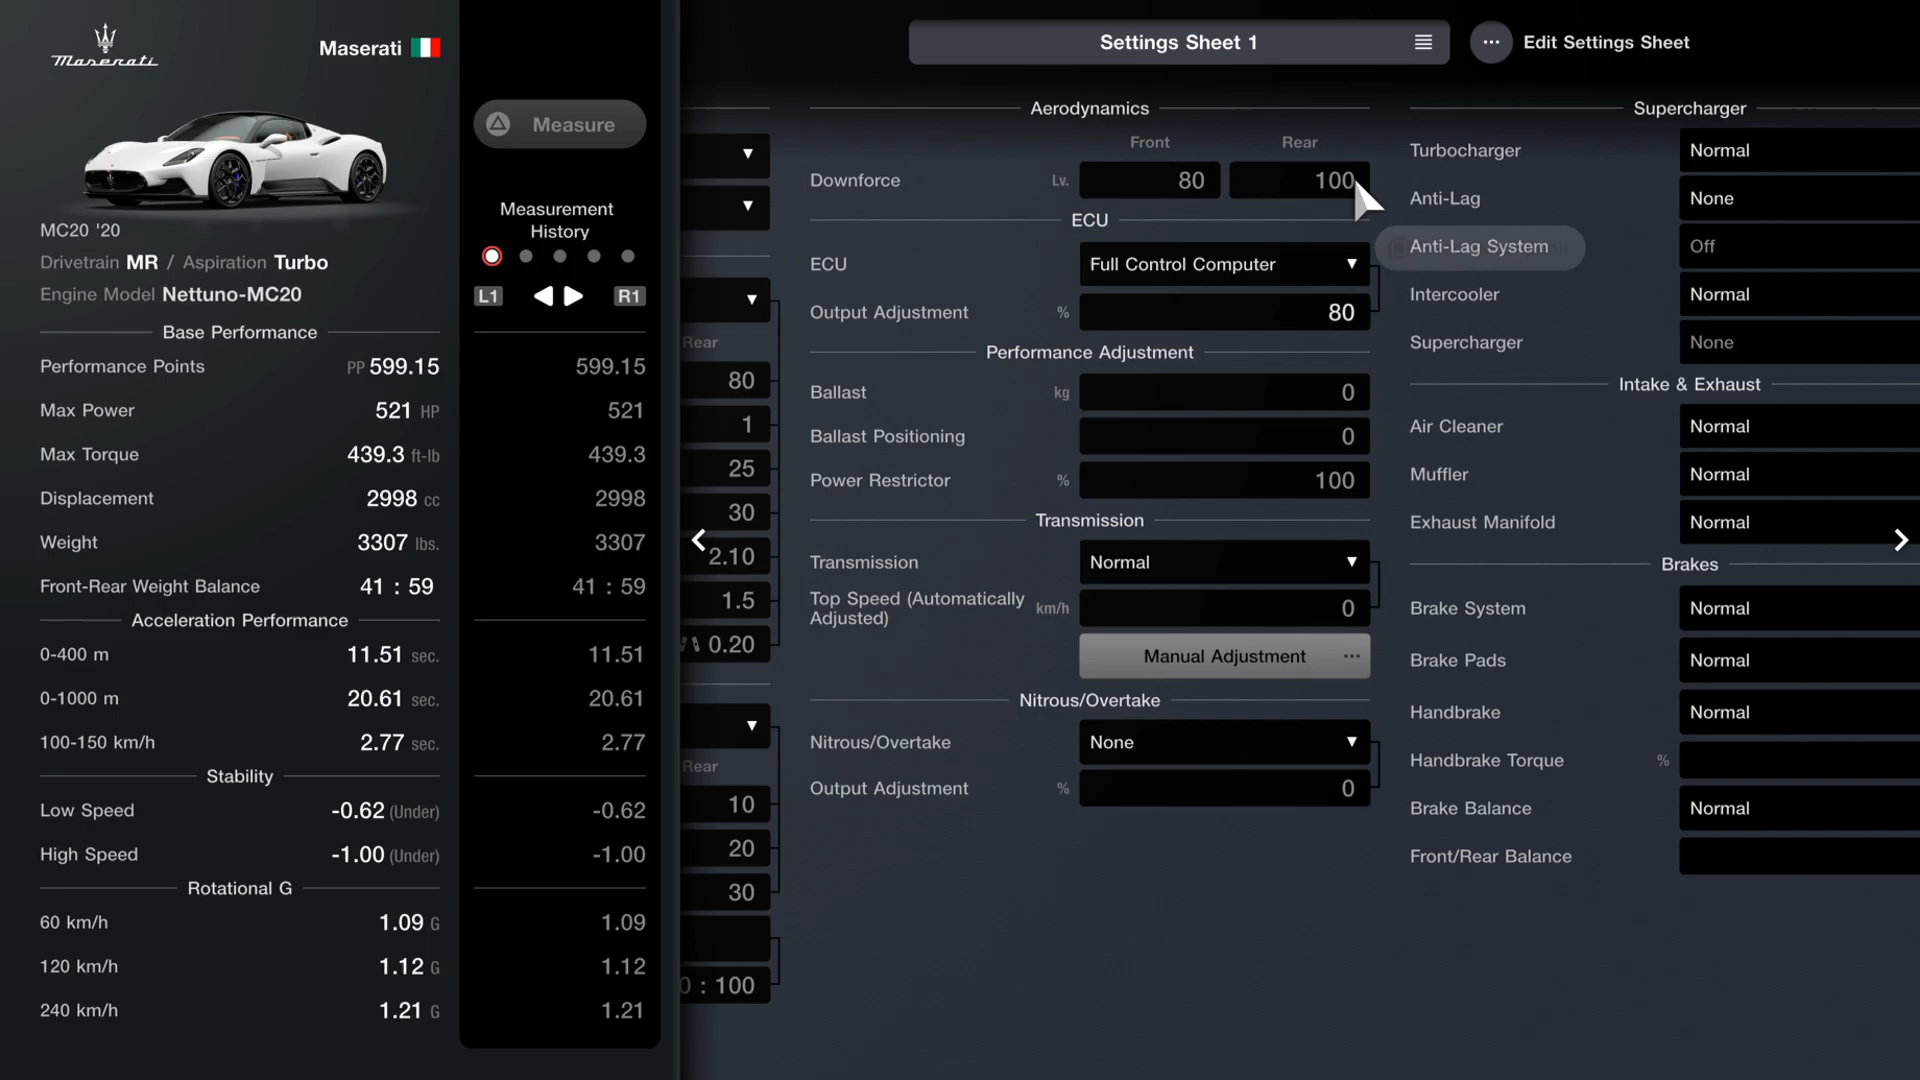 Maserati
Maserati
MC20 '20
Drivetrain MR / Aspiration Turbo
Engine Model Nettuno-MC20
Base Performance
Performance Points PP 599.15
Max Power 521 HP
Max Torque 439.3 ft-lb
Displacement 2998 cc
Weight 3307 lbs.
Front-Rear Weight Balance 41 : 59
Acceleration Performance
0-400 m 11.51 sec.
0-1000 m 20.61 sec.
100-150 km/h 2.77 sec.
Stability
Low Speed -0.62 (Under)
High Speed -1.00 (Under)
Rotational G
60 km/h 1.09 G
120 km/h 1.12 G
240 km/h 1.21 G
Measure
Measurement
History
L1 R1
599.15
521
439.3
2998
3307
41 : 59
11.51
20.61
2.77
-0.62
-1.00
1.09
1.12
1.21
Rear
80
1
25
30
2.10
1.5
0.20
Rear
10
20
30
0 : 100
Settings Sheet 1
Edit Settings Sheet
Aerodynamics
Front Rear
Downforce Lv. 80 100
ECU
ECU Full Control Computer
Output Adjustment % 80
Performance Adjustment
Ballast kg 0
Ballast Positioning 0
Power Restrictor % 100
Transmission
Transmission Normal
Top Speed (Automatically
Adjusted) km/h 0
Manual Adjustment
Nitrous/Overtake
Nitrous/Overtake None
Output Adjustment % 0
Supercharger
Turbocharger Normal
Anti-Lag None
Anti-Lag System Off
Intercooler Normal
Supercharger None
Intake & Exhaust
Air Cleaner Normal
Muffler Normal
Exhaust Manifold Normal
Brakes
Brake System Normal
Brake Pads Normal
Handbrake Normal
Handbrake Torque %
Brake Balance Normal
Front/Rear Balance